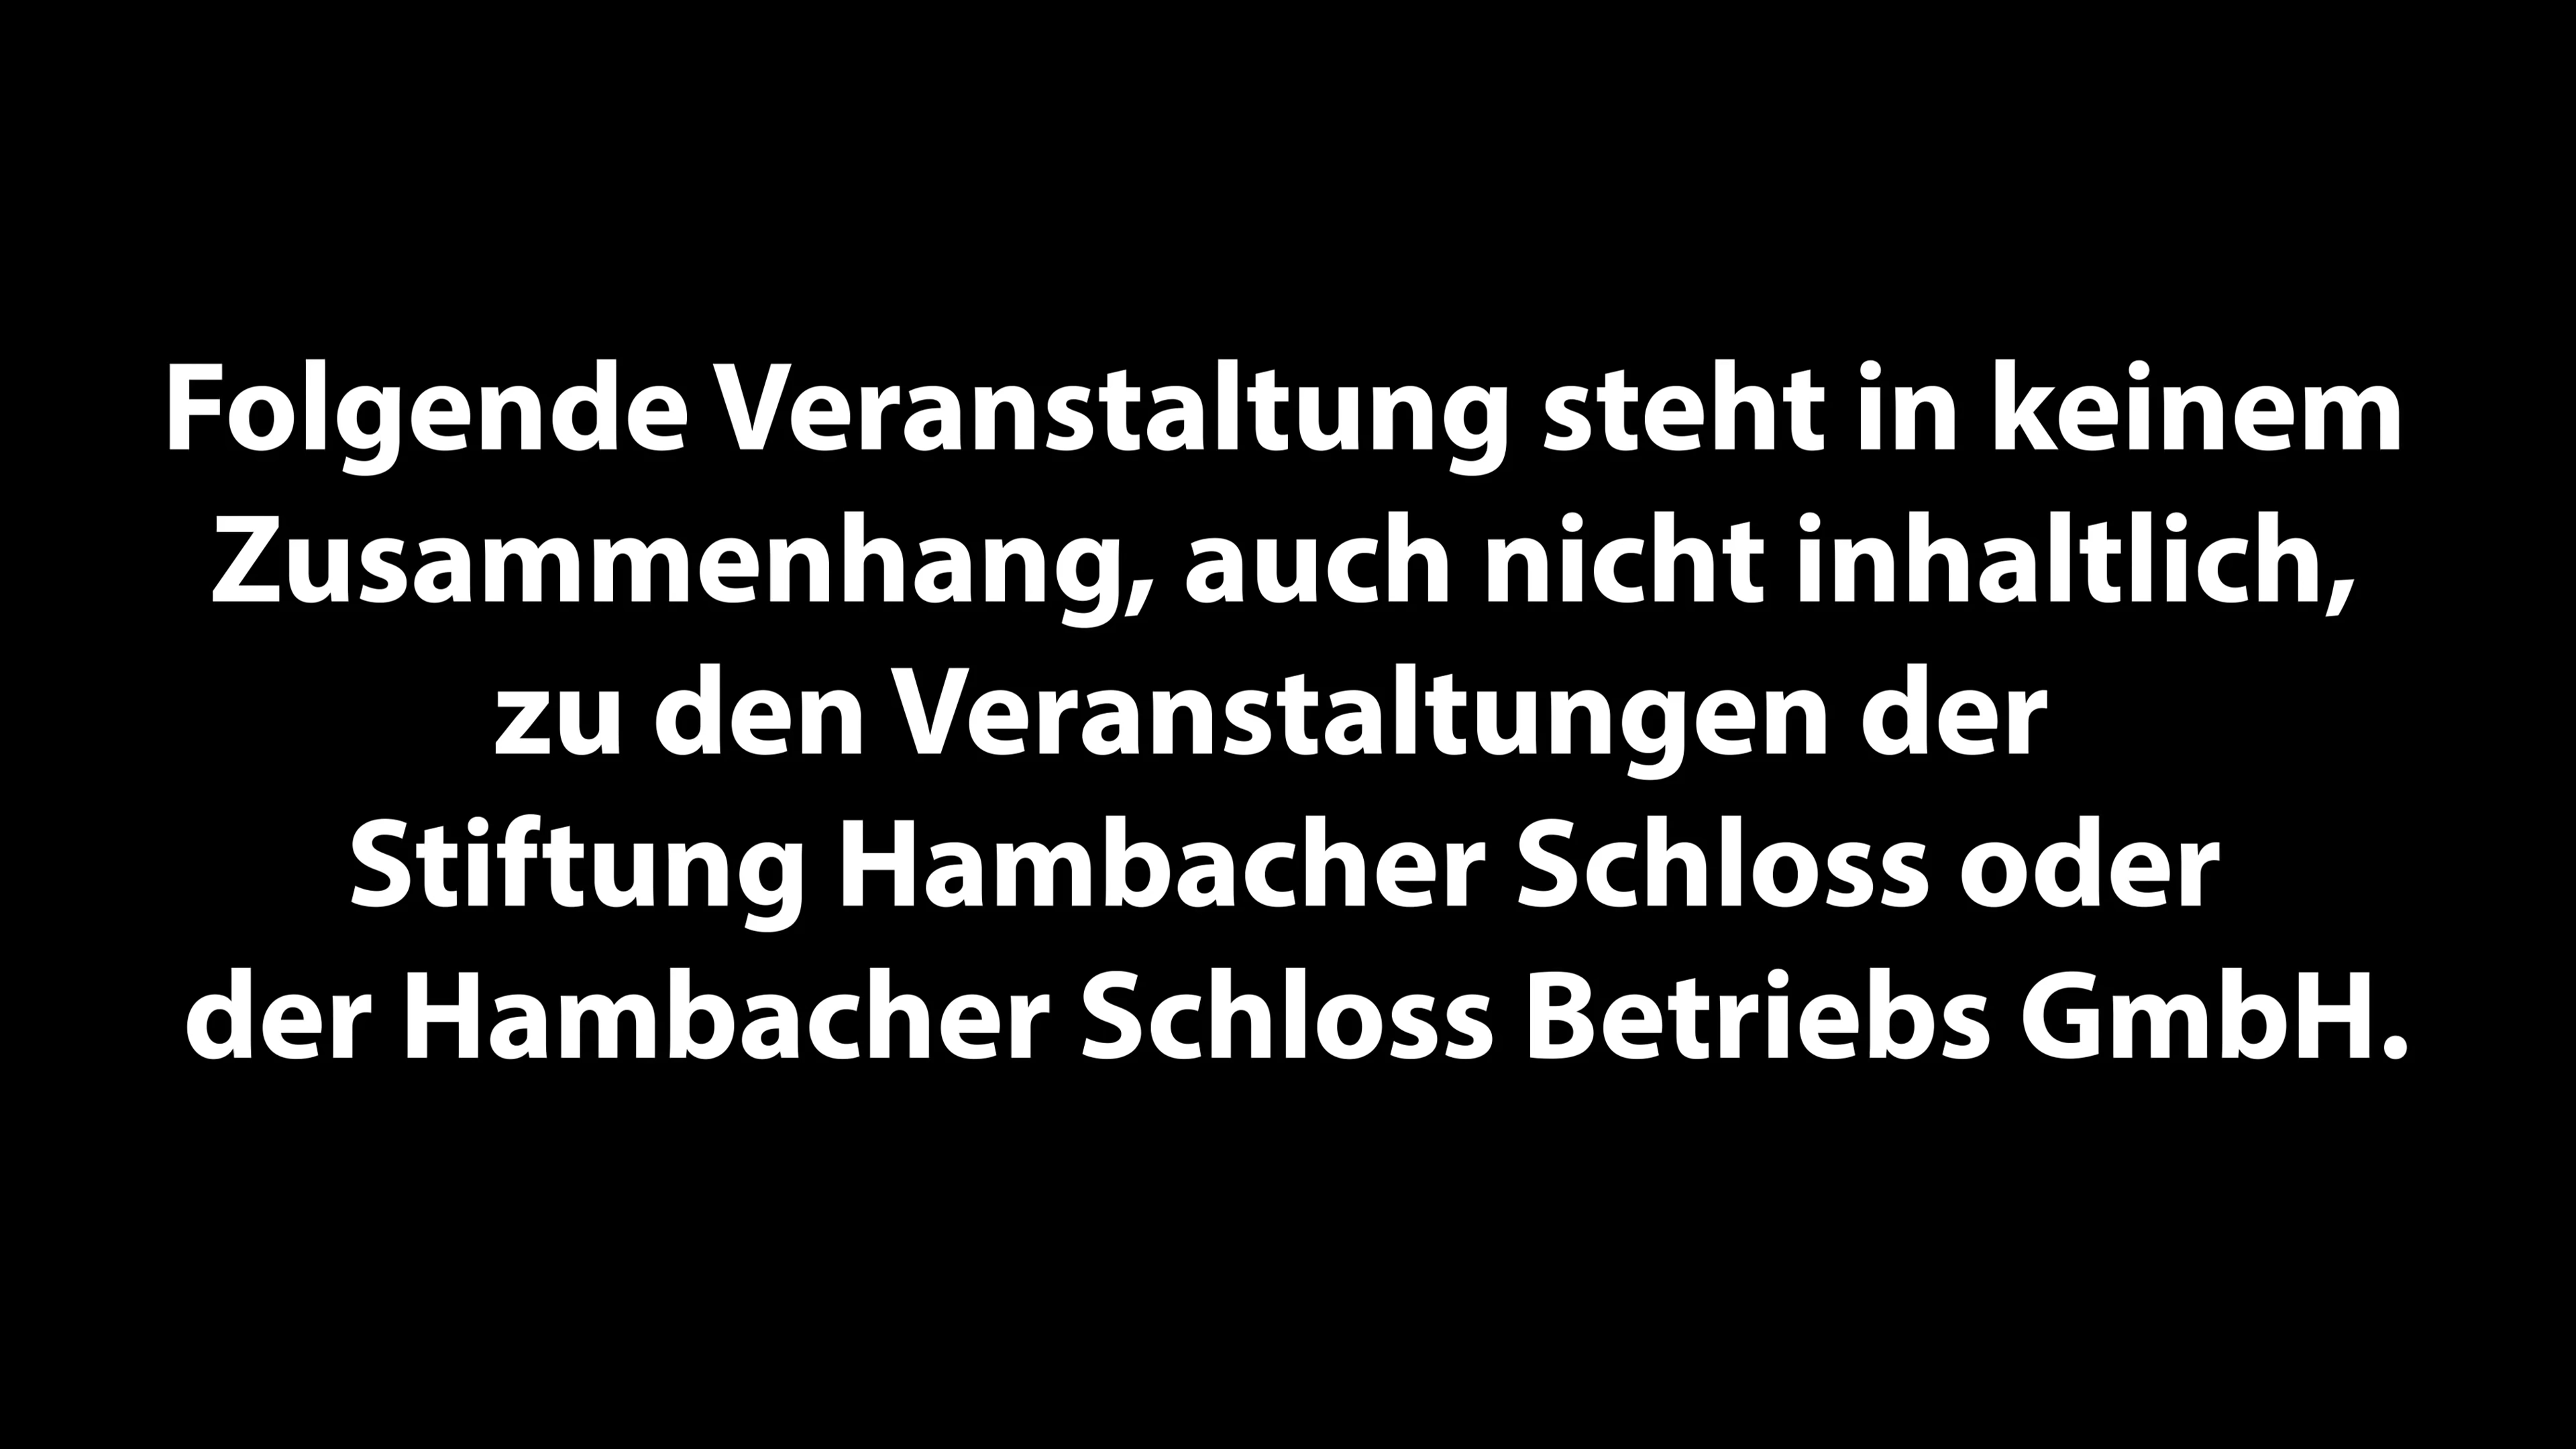 Folgende Veranstaltung steht in keinem
Zusammenhang, auch nicht inhaltlich,
zu den Veranstaltungen der
Stiftung Hambacher Schloss oder
der Hambacher Schloss Betriebs GmbH.